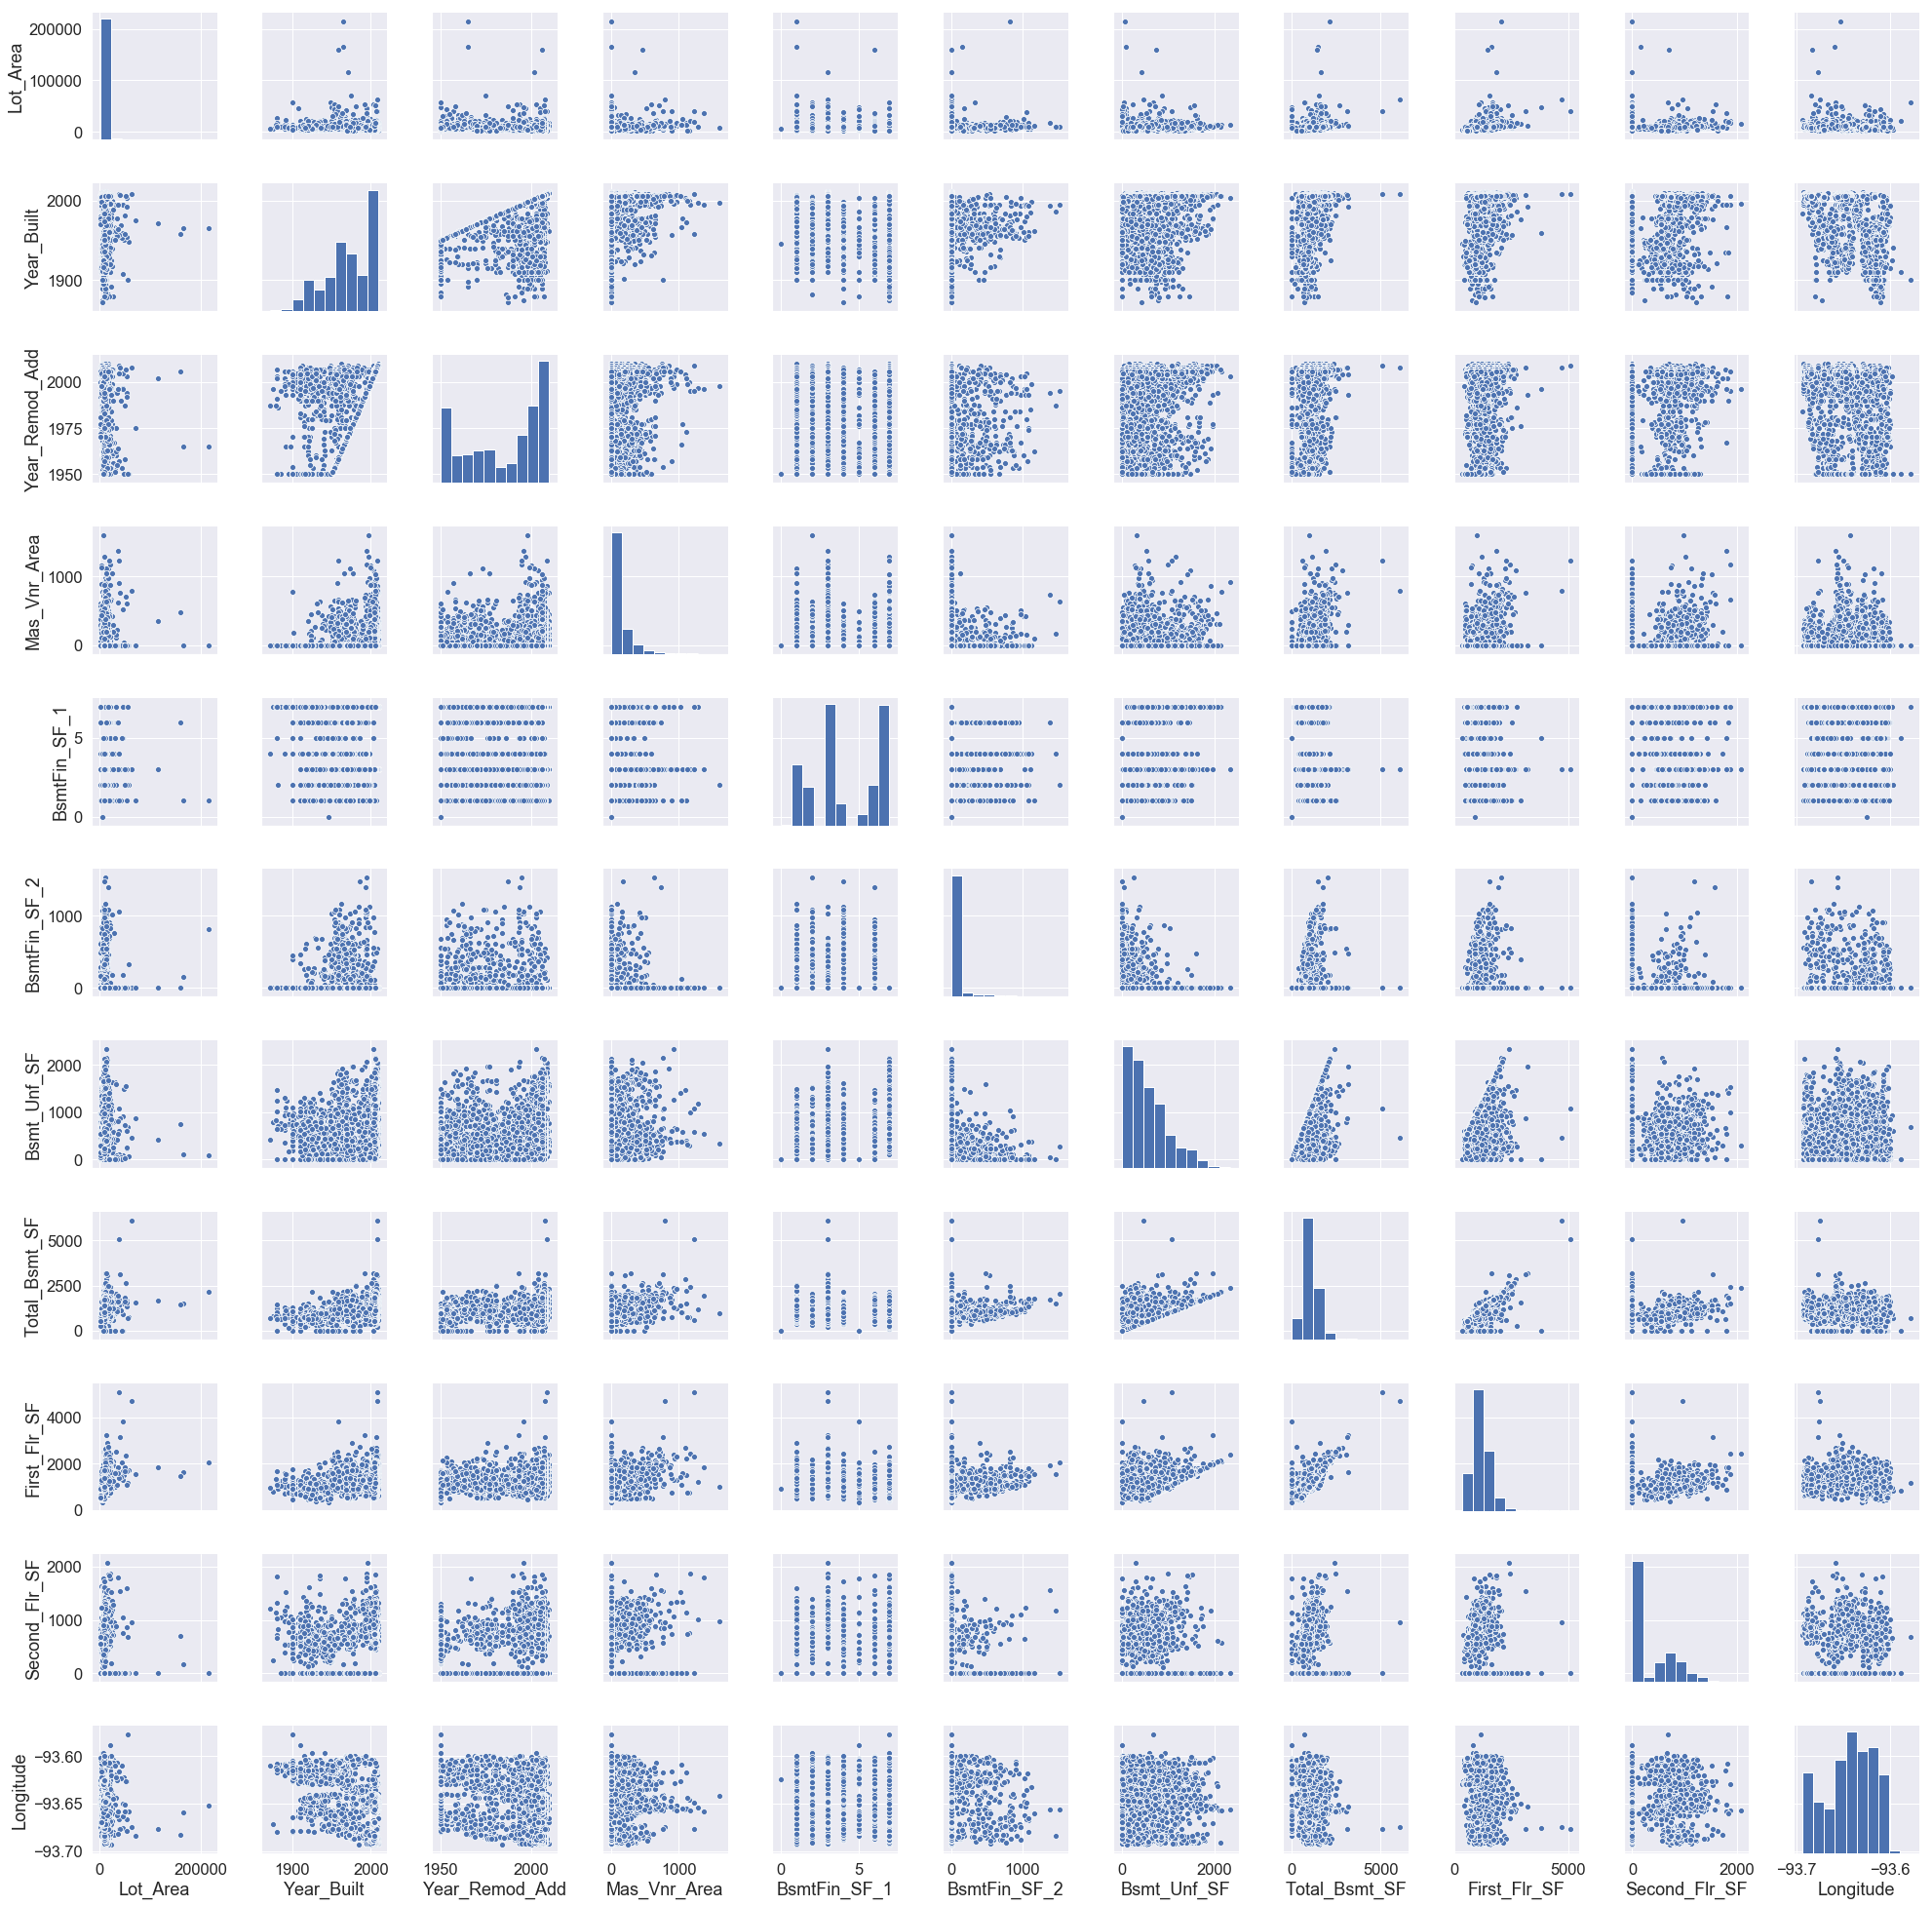 Lot_Area
200000
100000
0
Year_Built
2000
1900
Year_Remod_Add
2000
1975
1950
Mas_Vnr_Area
1000
0
BsmtFin_SF_1
5
0
BsmtFin_SF_2
1000
0
Bsmt_Unf_SF
2000
1000
0
Total_Bsmt_SF
5000
2500
0
First_Flr_SF
4000
2000
0
Second_Flr_SF
2000
1000
0
Longitude
−93.60
−93.65
−93.70
0 200000
1900 2000
1950 2000
0 1000
0 5
0 1000
0 2000
0 5000
0 5000
0 2000
−93.7 −93.6
Lot_Area
Year_Built
Year_Remod_Add
Mas_Vnr_Area
BsmtFin_SF_1
BsmtFin_SF_2
Bsmt_Unf_SF
Total_Bsmt_SF
First_Flr_SF
Second_Flr_SF
Longitude